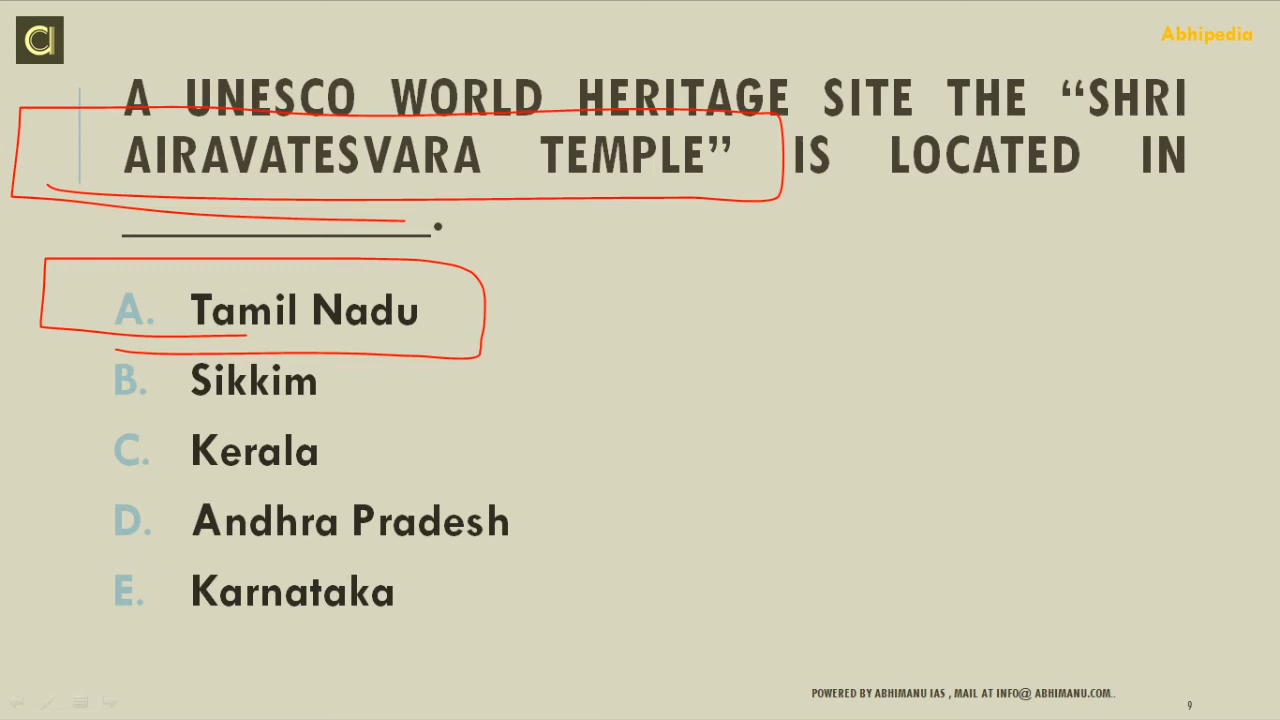 Abhipedia
A UNESCO WORLD HERITAGE SITE THE “SHRI
AIRAVATESVARA TEMPLE” IS LOCATED IN
____________________.
A. Tamil Nadu
B. Sikkim
C. Kerala
D. Andhra Pradesh
E. Karnataka
POWERED BY ABHIMANU IAS , MAIL AT INFO@ ABHIMANU.COM..
9